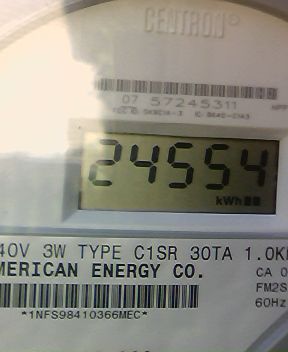 CENTRON®
07 57245311
24554
kWh
40V 3W TYPE C1SR 30TA 1.0K
MERICAN ENERGY CO.
CA 0
FM2S
60Hz
*1NFS98410366MEC*